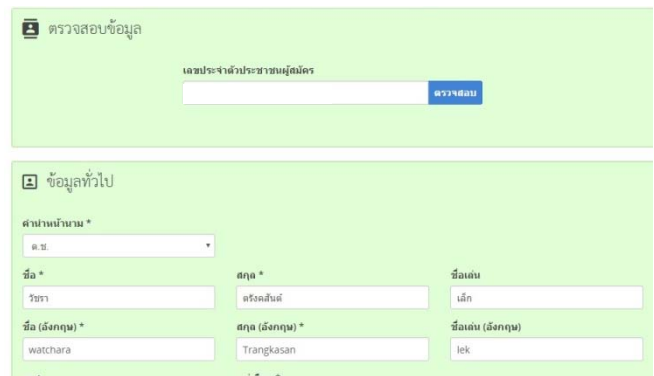 ตรวจสอบข้อมูล
เลขประจำตัวประชาชนผู้สมัคร
ตรวจสอบ
ข้อมูลทั่วไป
คำนำหน้านาม *
ด.ช.
ชื่อ * สกุล * ชื่อเล่น
วัชรา ตรังคสันต์ เล็ก
ชื่อ (อังกฤษ) * สกุล (อังกฤษ) * ชื่อเล่น (อังกฤษ)
watchara Trangkasan lek